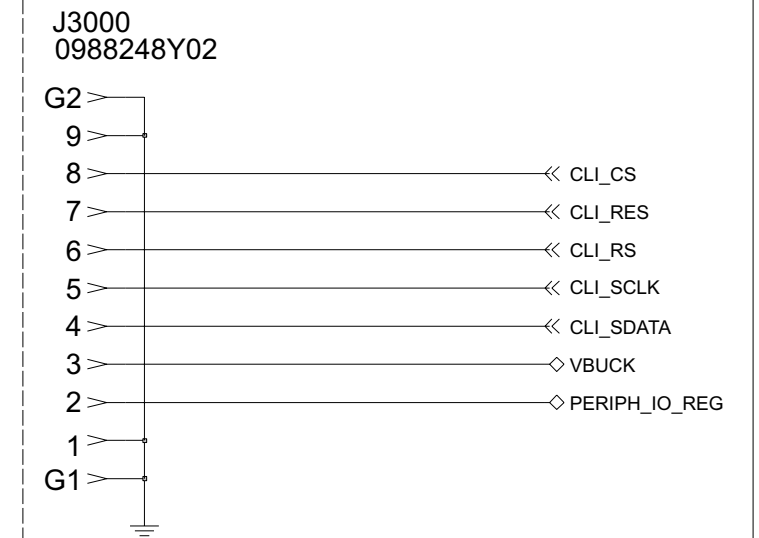 J3000
0988248Y02
G2
9
8 CLI_CS
7 CLI_RES
6 CLI_RS
5 CLI_SCLK
4 CLI_SDATA
3 VBUCK
2 PERIPH_IO_REG
1
G1